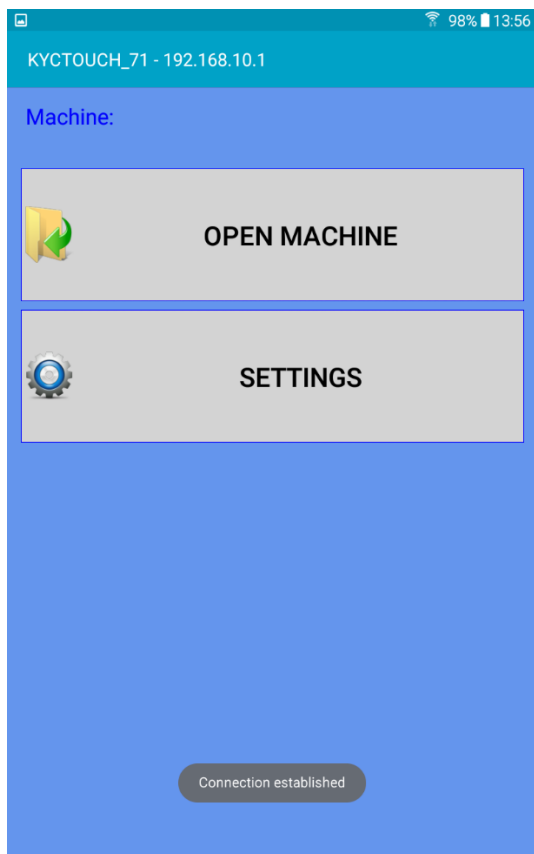 98% 13:56
KYCTOUCH_71 - 192.168.10.1
Machine:
OPEN MACHINE
SETTINGS
Connection established